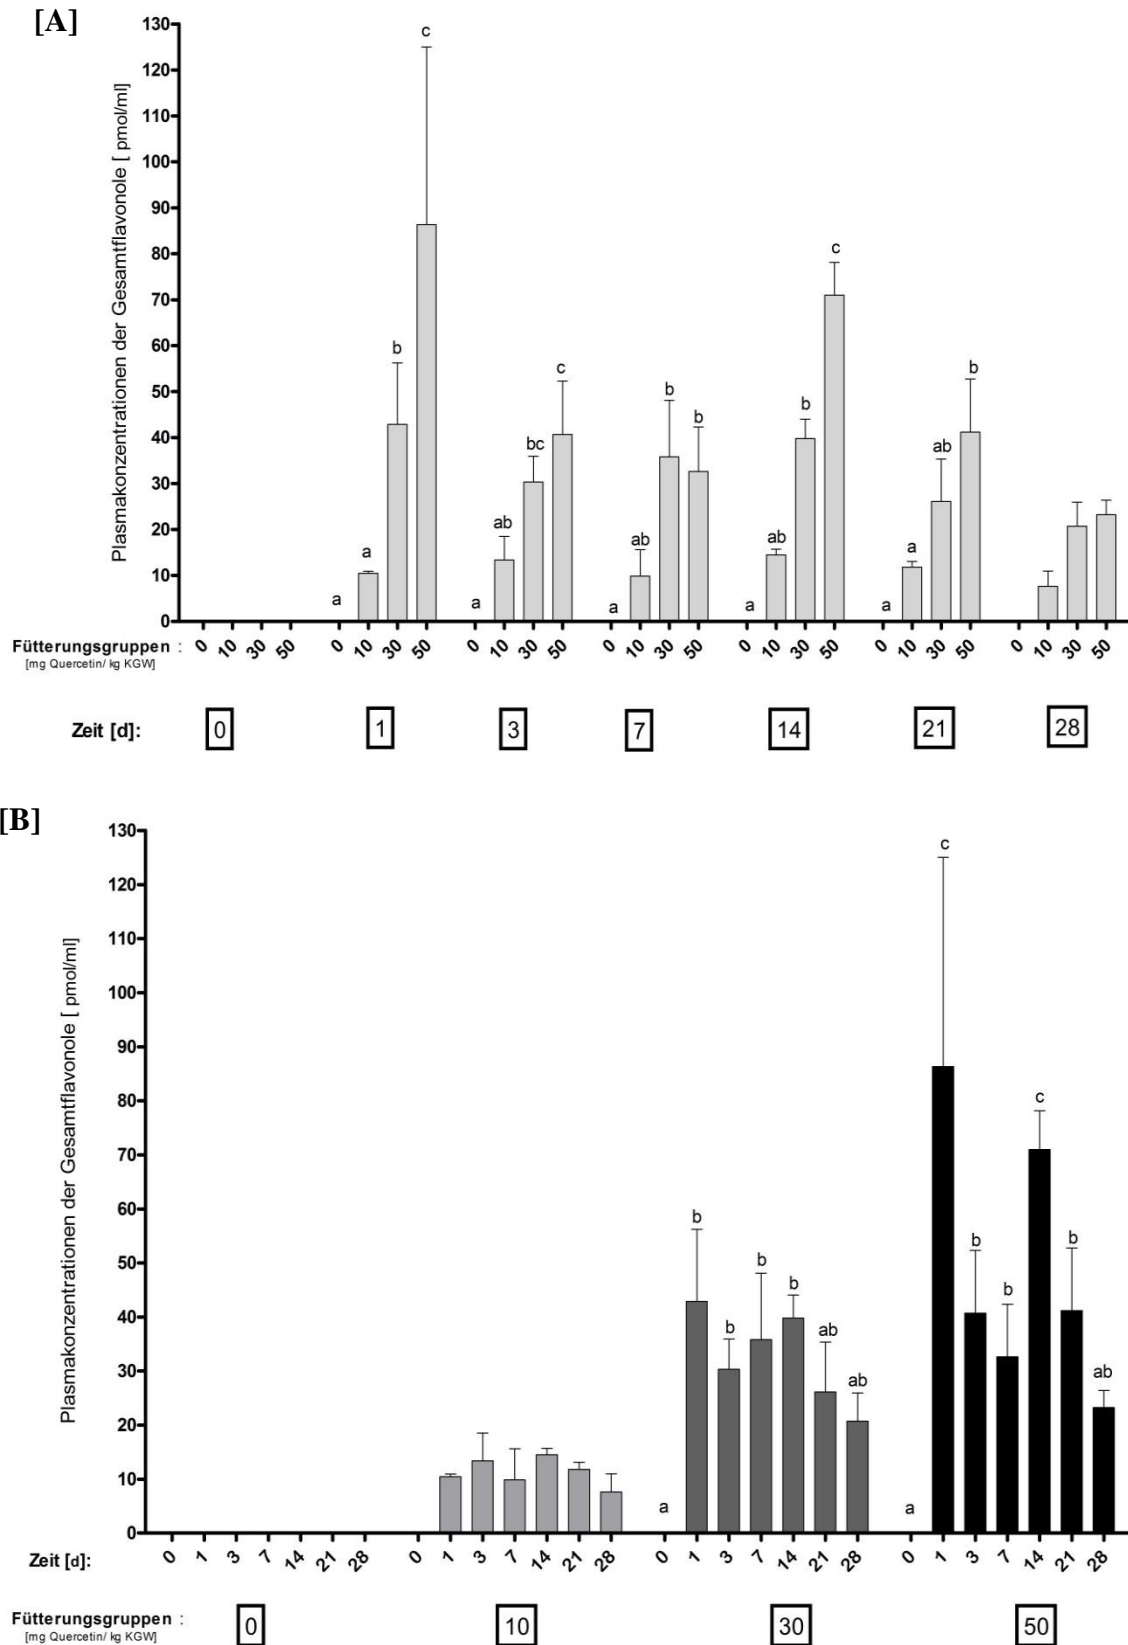 [A]
Plasmakonzentrationen der Gesamtflavonole [ pmol/ml]
130
120
110
100
90
80
70
60
50
40
30
20
10
0
a
a
b
c
a
ab
bc
c
a
ab
b
b
a
ab
b
c
a
a
ab
b
Fütterungsgruppen :
[mg Quercetin/ kg KGW]
0 10 30 50 0 10 30 50 0 10 30 50 0 10 30 50 0 10 30 50 0 10 30 50 0 10 30 50
Zeit [d]: 0 1 3 7 14 21 28
[B]
Plasmakonzentrationen der Gesamtflavonole [ pmol/ml]
130
120
110
100
90
80
70
60
50
40
30
20
10
0
a
b
b
b
b
ab
ab
a
c
b
b
c
b
ab
Zeit [d]: 0 1 3 7 14 21 28 0 1 3 7 14 21 28 0 1 3 7 14 21 28 0 1 3 7 14 21 28
Fütterungsgruppen : 0 10 30 50
[mg Quercetin/ kg KGW]